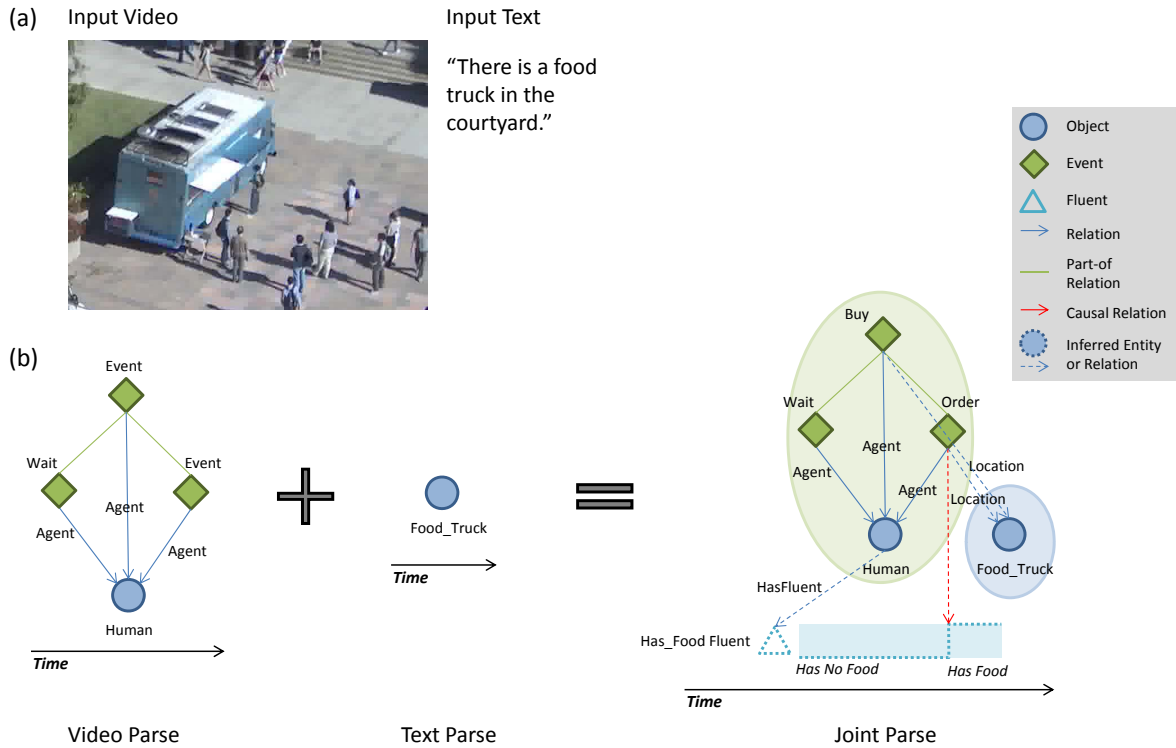 (a)
Input Video
Input Text
“There is a food
truck in the
courtyard.”
Object
Event
Fluent
Relation
Part-of
Relation
Causal Relation
Inferred Entity
or Relation
(b)
Event
Wait
Event
Agent
Agent
Agent
Human
Time
Food_Truck
Time
Buy
Wait
Order
Agent
Agent
Agent
Location
Location
Human
Food_Truck
HasFluent
Has_Food Fluent
Has No Food
Has Food
Time
Video Parse
Text Parse
Joint Parse